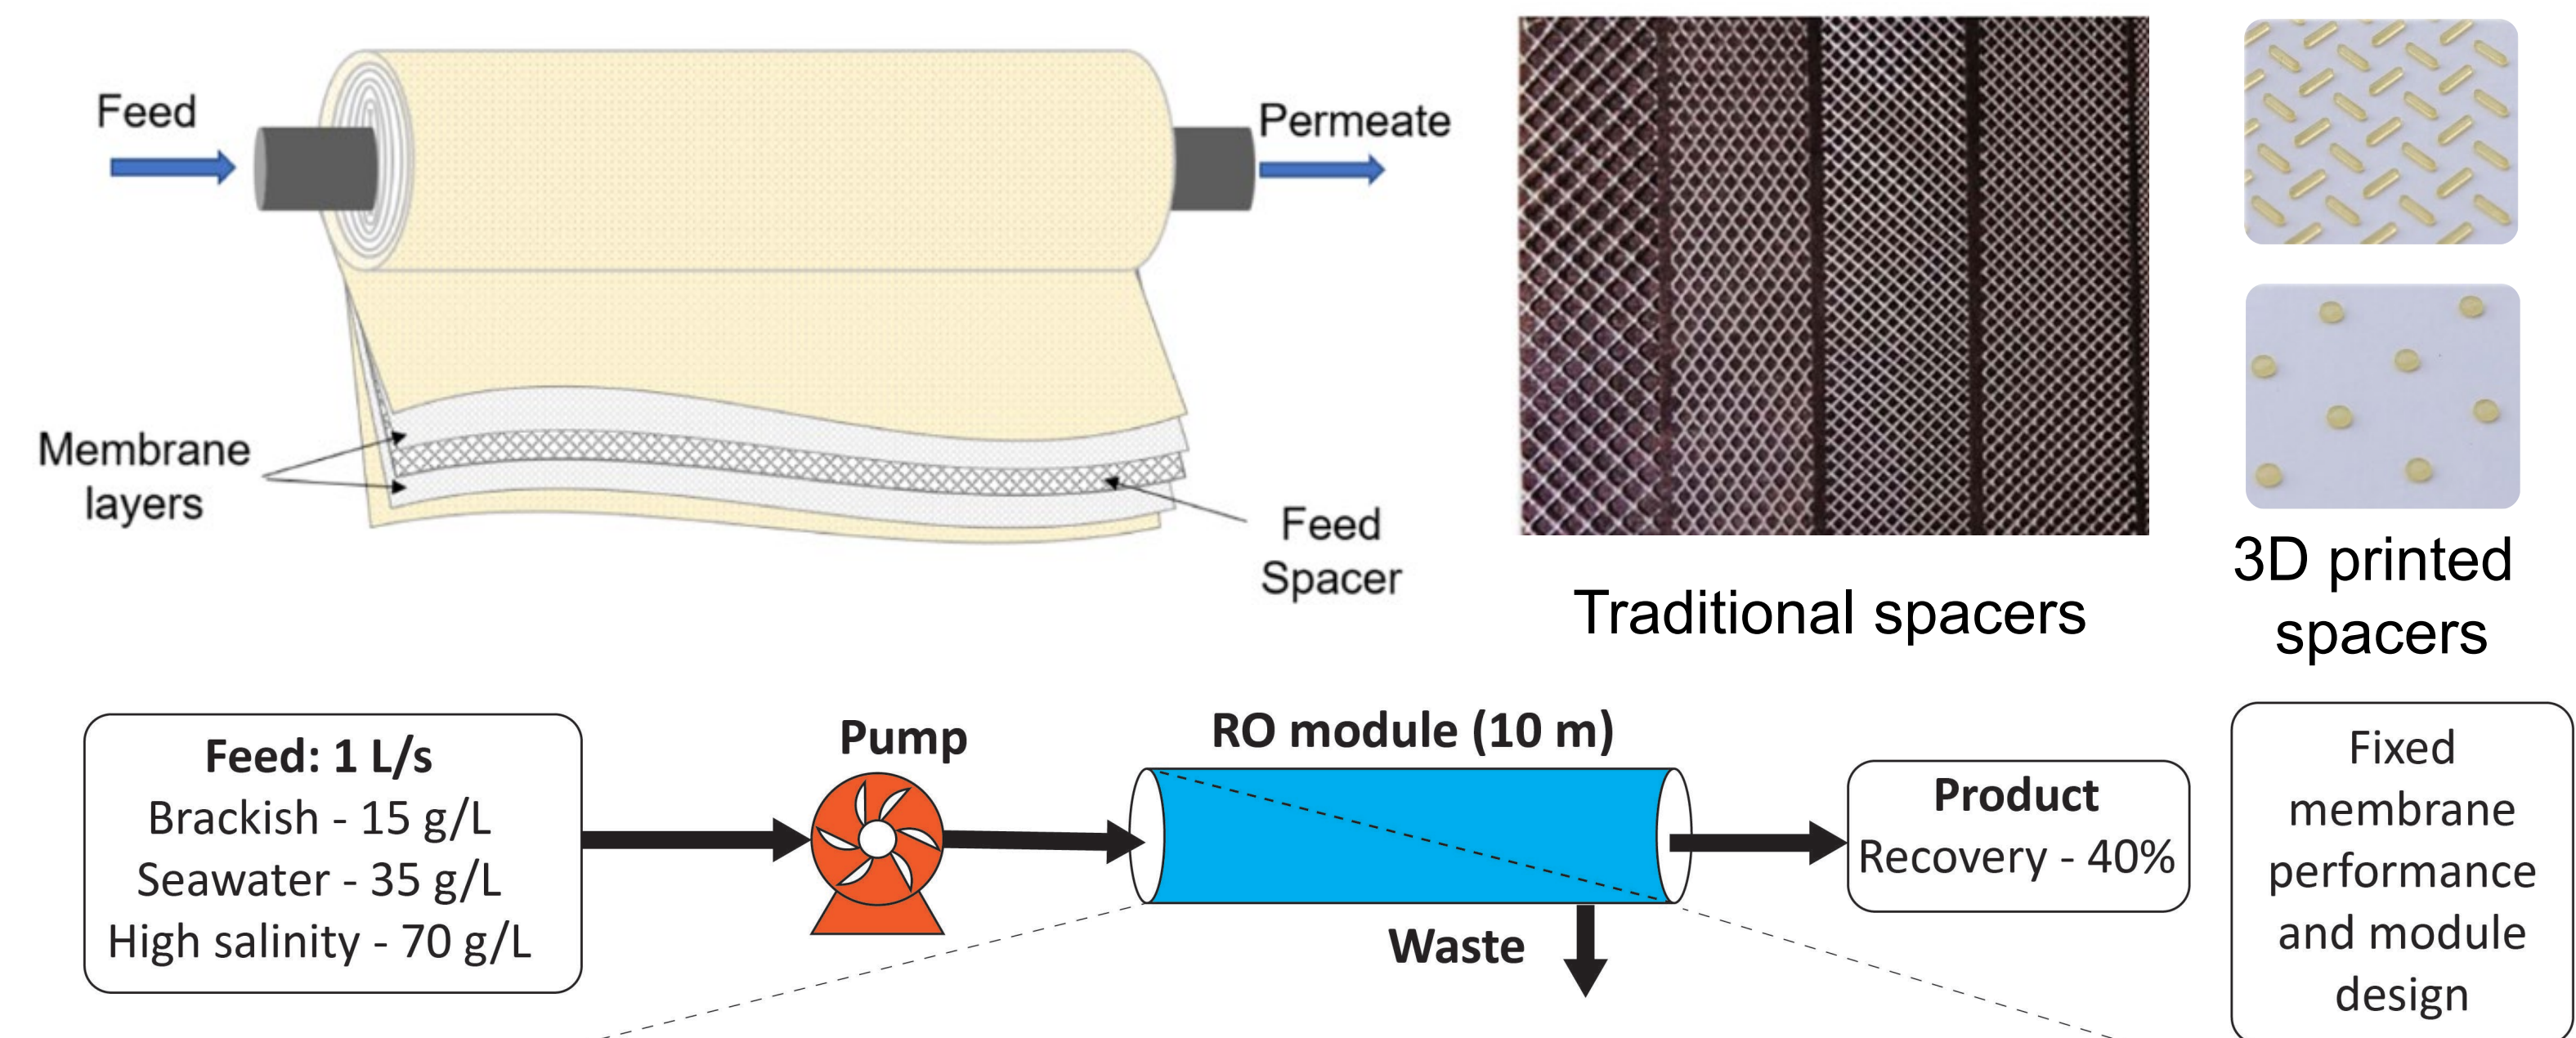 Feed
Permeate
Membrane
layers
Feed
Spacer
Traditional spacers
3D printed
spacers
Feed: 1 L/s
Brackish - 15 g/L
Seawater - 35 g/L
High salinity - 70 g/L
Pump
RO module (10 m)
Waste
Product
Recovery - 40%
Fixed
membrane
performance
and module
design